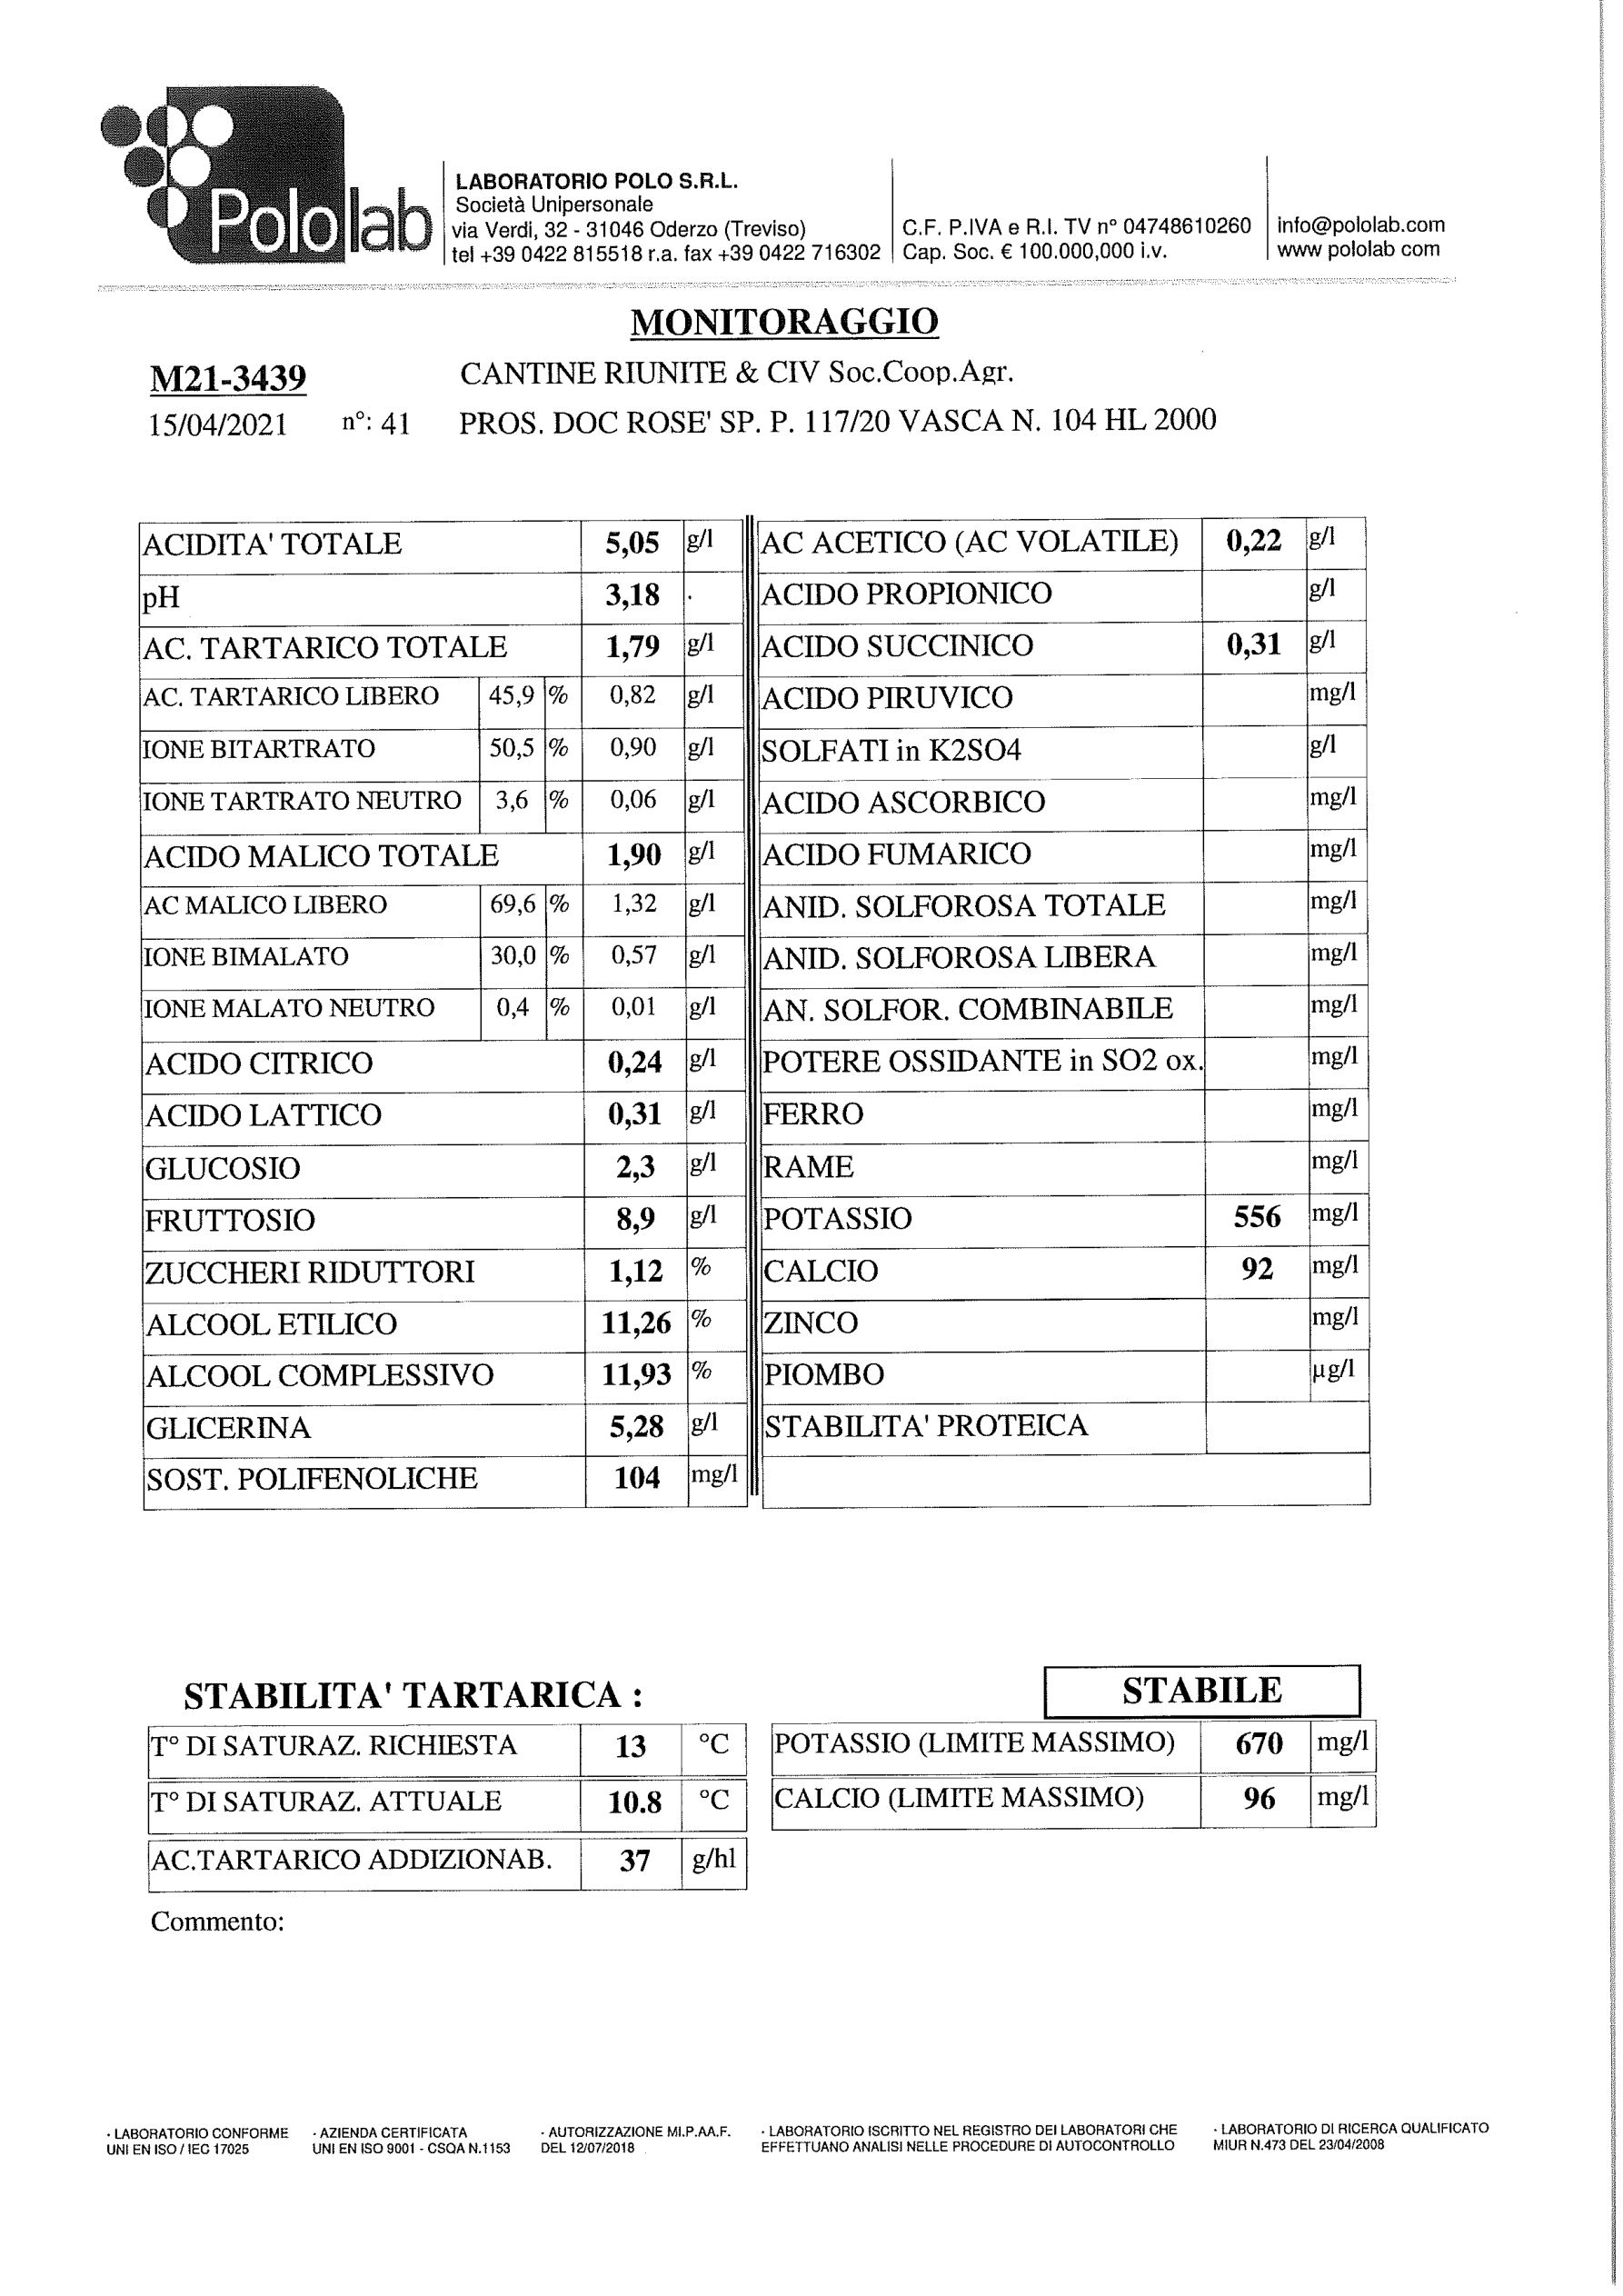 Pololab
LABORATORIO POLO S.R.L.
Società Unipersonale
via Verdi, 32 - 31046 Oderzo (Treviso)
tel +39 0422 815518 r.a. fax +39 0422 716302
C.F. P.IVA e R.I. TV n° 04748610260
Cap. Soc. € 100.000,000 i.v.
info@pololab.com
www pololab com
MONITORAGGIO
M21-3439 CANTINE RIUNITE & CIV Soc.Coop.Agr.
15/04/2021 n°: 41 PROS. DOC ROSE' SP. P. 117/20 VASCA N. 104 HL 2000
ACIDITA' TOTALE 5,05 g/l
pH 3,18 .
AC. TARTARICO TOTALE 1,79 g/l
AC. TARTARICO LIBERO 45,9 % 0,82 g/l
IONE BITARTRATO 50,5 % 0,90 g/l
IONE TARTRATO NEUTRO 3,6 % 0,06 g/l
ACIDO MALICO TOTALE 1,90 g/l
AC MALICO LIBERO 69,6 % 1,32 g/l
IONE BIMALATO 30,0 % 0,57 g/l
IONE MALATO NEUTRO 0,4 % 0,01 g/l
ACIDO CITRICO 0,24 g/l
ACIDO LATTICO 0,31 g/l
GLUCOSIO 2,3 g/l
FRUTTOSIO 8,9 g/l
ZUCCHERI RIDUTTORI 1,12 %
ALCOOL ETILICO 11,26 %
ALCOOL COMPLESSIVO 11,93 %
GLICERINA 5,28 g/l
SOST. POLIFENOLICHE 104 mg/l
AC ACETICO (AC VOLATILE) 0,22 g/l
ACIDO PROPIONICO g/l
ACIDO SUCCINICO 0,31 g/l
ACIDO PIRUVICO mg/l
SOLFATI in K2SO4 g/l
ACIDO ASCORBICO mg/l
ACIDO FUMARICO mg/l
ANID. SOLFOROSA TOTALE mg/l
ANID. SOLFOROSA LIBERA mg/l
AN. SOLFOR. COMBINABILE mg/l
POTERE OSSIDANTE in SO2 ox. mg/l
FERRO mg/l
RAME mg/l
POTASSIO 556 mg/l
CALCIO 92 mg/l
ZINCO mg/l
PIOMBO µg/l
STABILITA' PROTEICA
STABILITA' TARTARICA : STABILE
T° DI SATURAZ. RICHIESTA 13 °C
T° DI SATURAZ. ATTUALE 10.8 °C
AC.TARTARICO ADDIZIONAB. 37 g/hl
POTASSIO (LIMITE MASSIMO) 670 mg/l
CALCIO (LIMITE MASSIMO) 96 mg/l
Commento:
· LABORATORIO CONFORME
UNI EN ISO / IEC 17025
· AZIENDA CERTIFICATA
UNI EN ISO 9001 - CSQA N.1153
· AUTORIZZAZIONE MI.P.AA.F.
DEL 12/07/2018
· LABORATORIO ISCRITTO NEL REGISTRO DEI LABORATORI CHE
EFFETTUANO ANALISI NELLE PROCEDURE DI AUTOCONTROLLO
· LABORATORIO DI RICERCA QUALIFICATO
MIUR N.473 DEL 23/04/2008